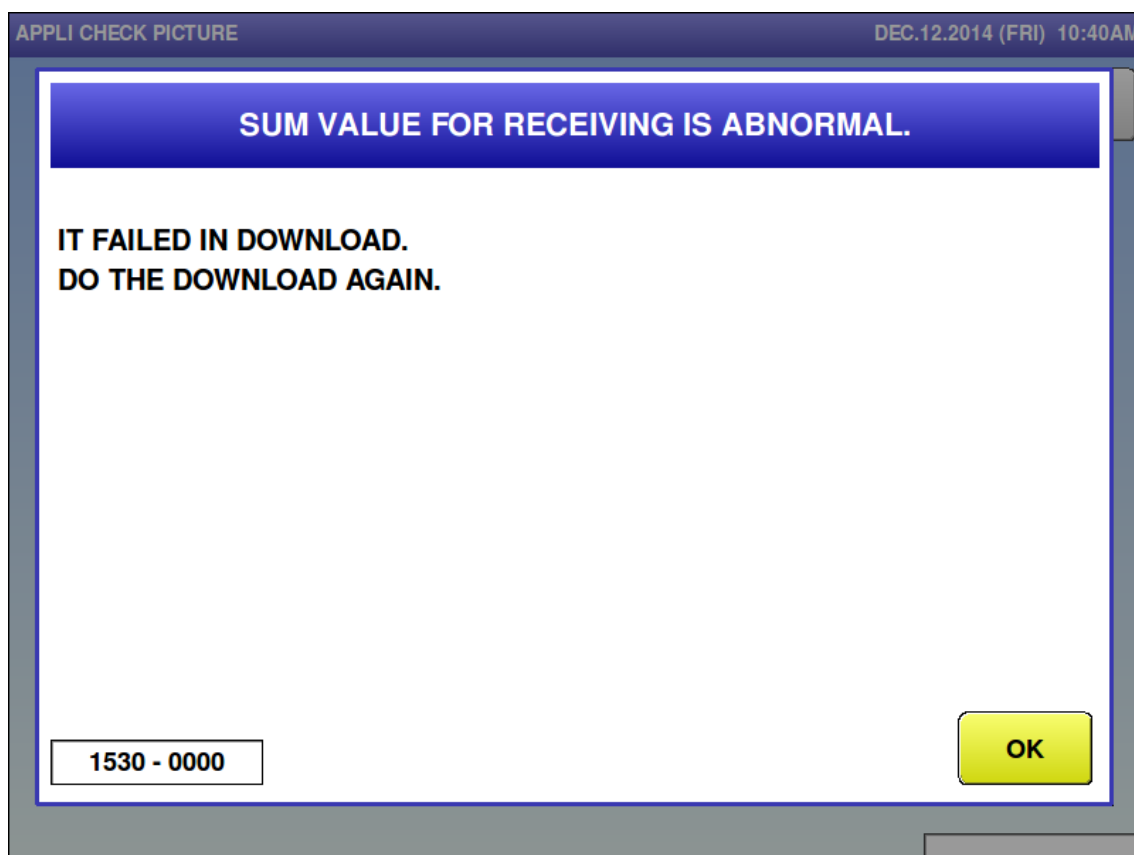 APPLI CHECK PICTURE DEC.12.2014 (FRI) 10:40AM
SUM VALUE FOR RECEIVING IS ABNORMAL.
IT FAILED IN DOWNLOAD.
DO THE DOWNLOAD AGAIN.
1530 - 0000
OK